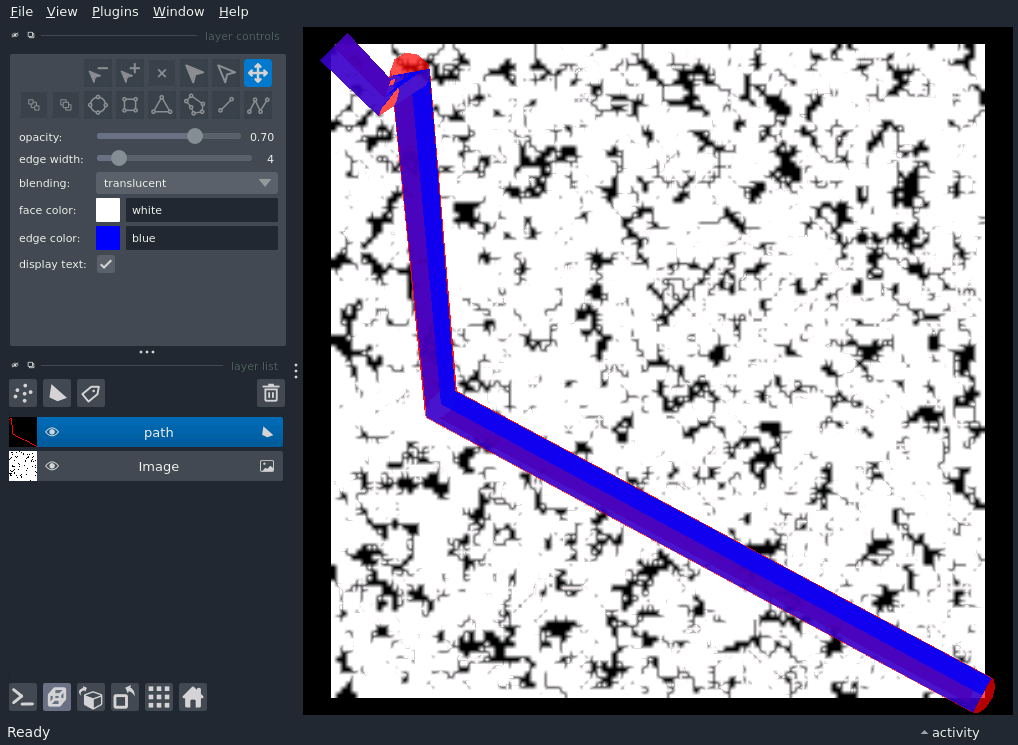 File View Plugins Window Help
layer controls
opacity: 0.70
edge width: 4
blending: translucent
face color: white
edge color: blue
display text:
layer list
path
Image
Ready
activity